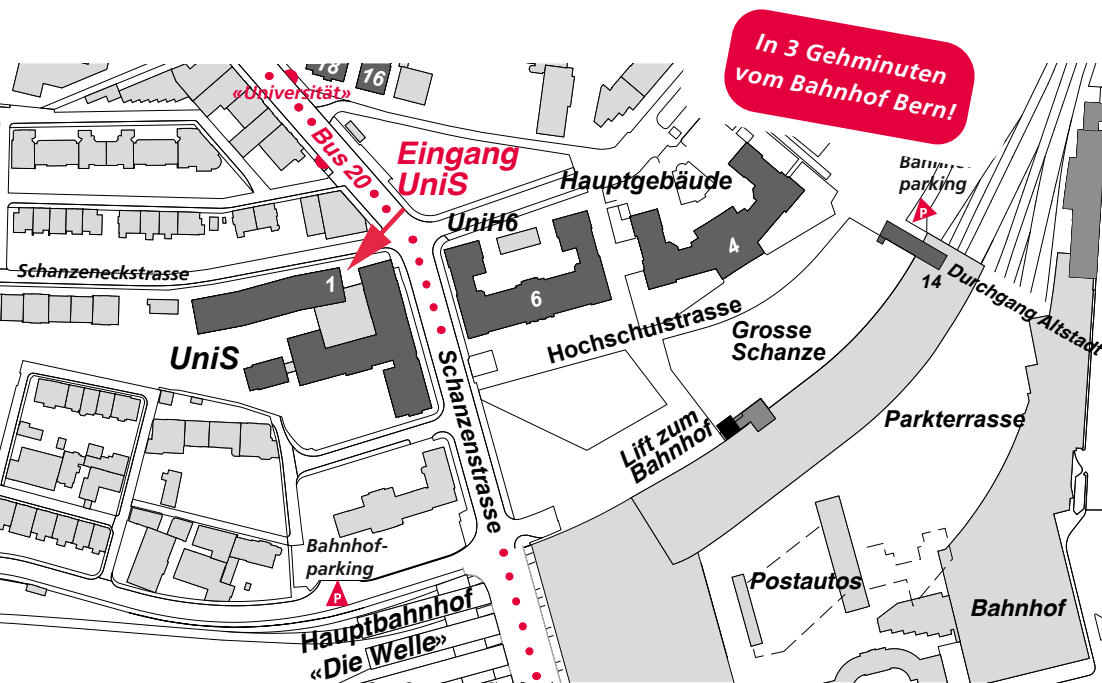 In 3 Gehminuten
vom Bahnhof Bern!
18
16
«Universität»
Bus 20
Eingang
UniS
Hauptgebäude
Bahnhof-
parking
P
UniH6
4
Schanzeneckstrasse
1
6
14
Durchgang Altstadt
Hochschulstrasse
Grosse
Schanze
UniS
Schanzenstrasse
Lift zum
Bahnhof
Parkterrasse
Bahnhof-
parking
P
Postautos
Bahnhof
Hauptbahnhof
«Die Welle»